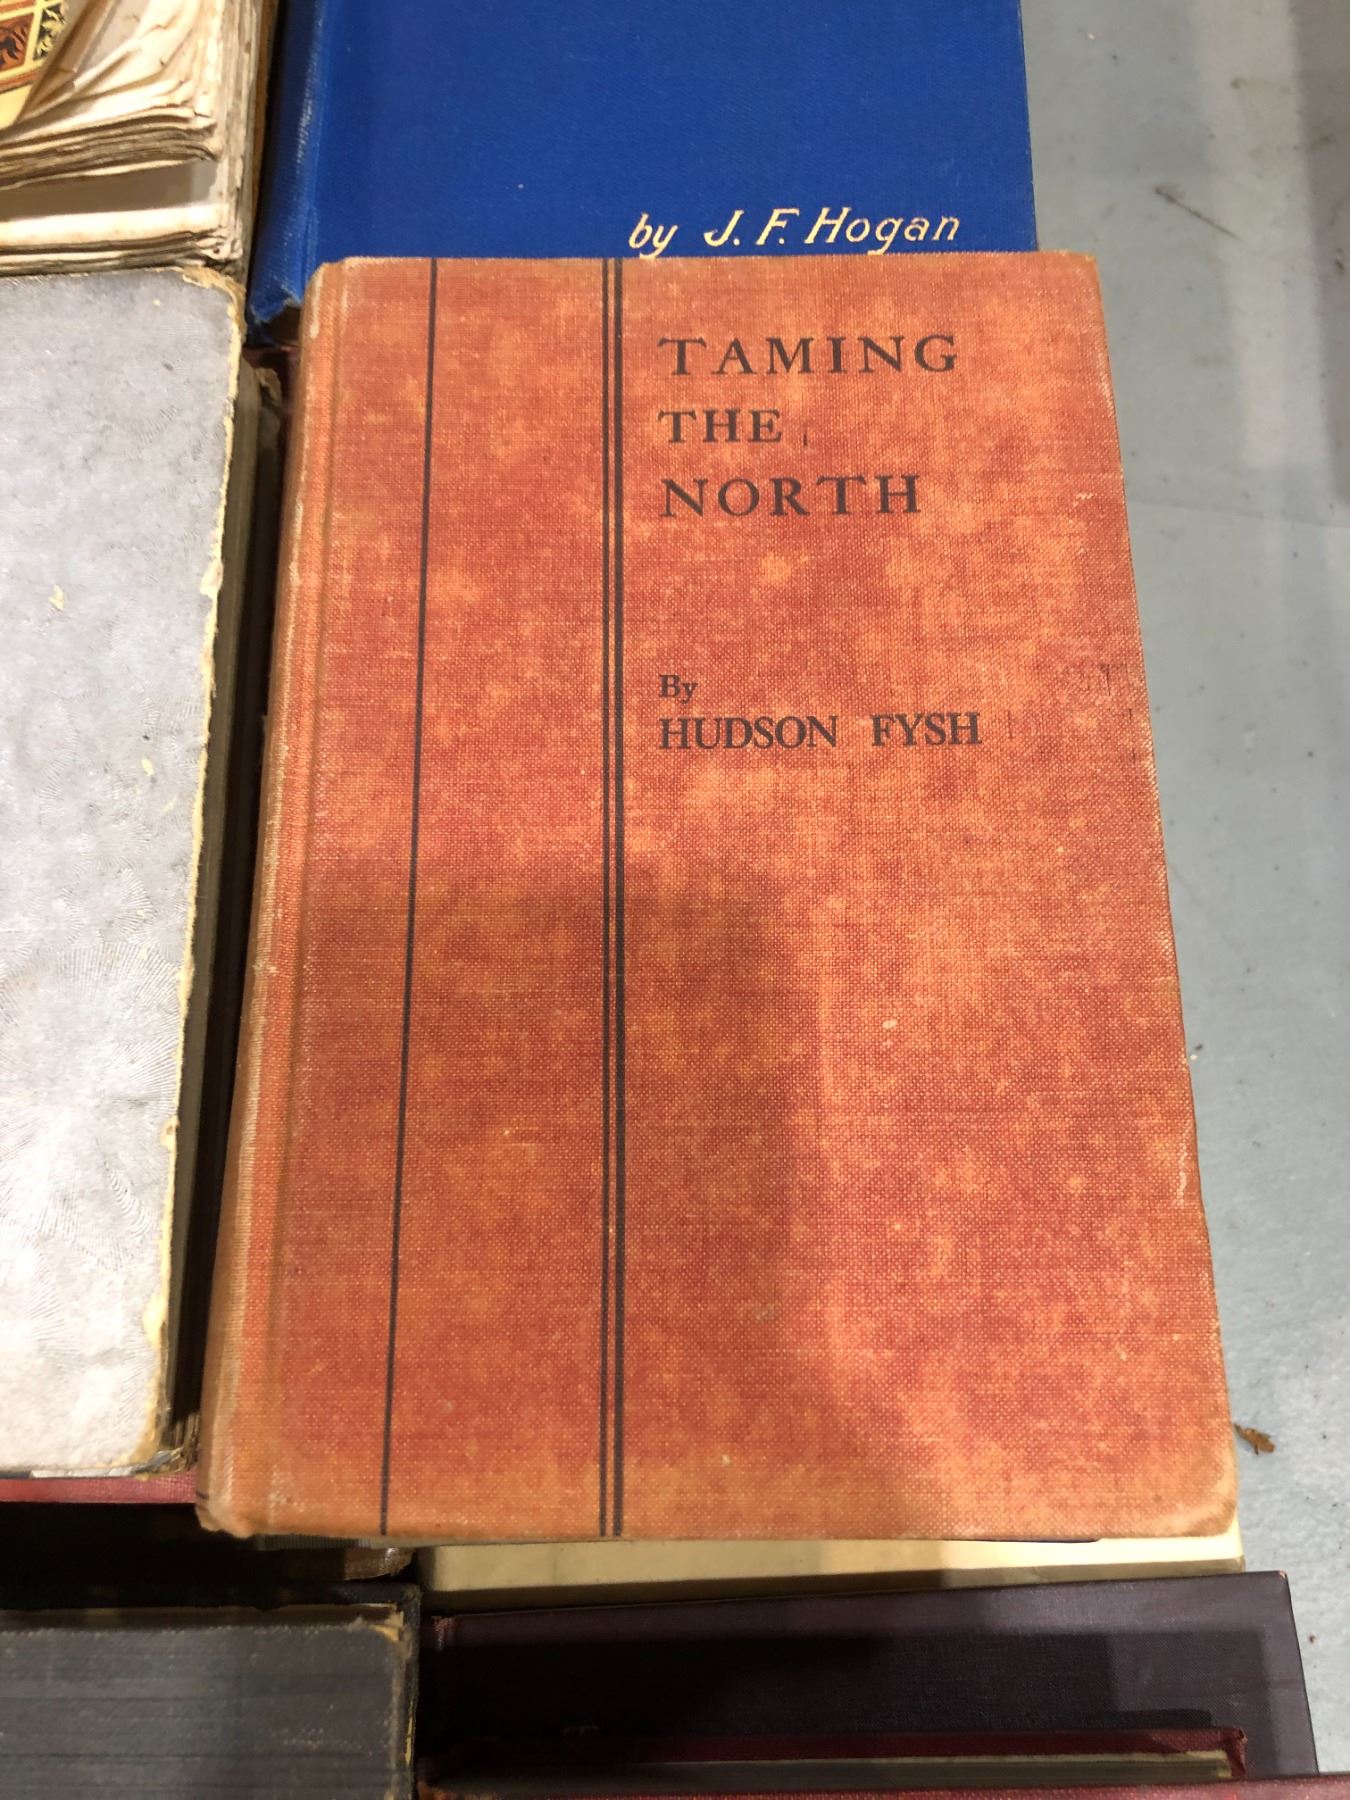 by J. F. Hogan
TAMING
THE
NORTH
By
HUDSON FYSH